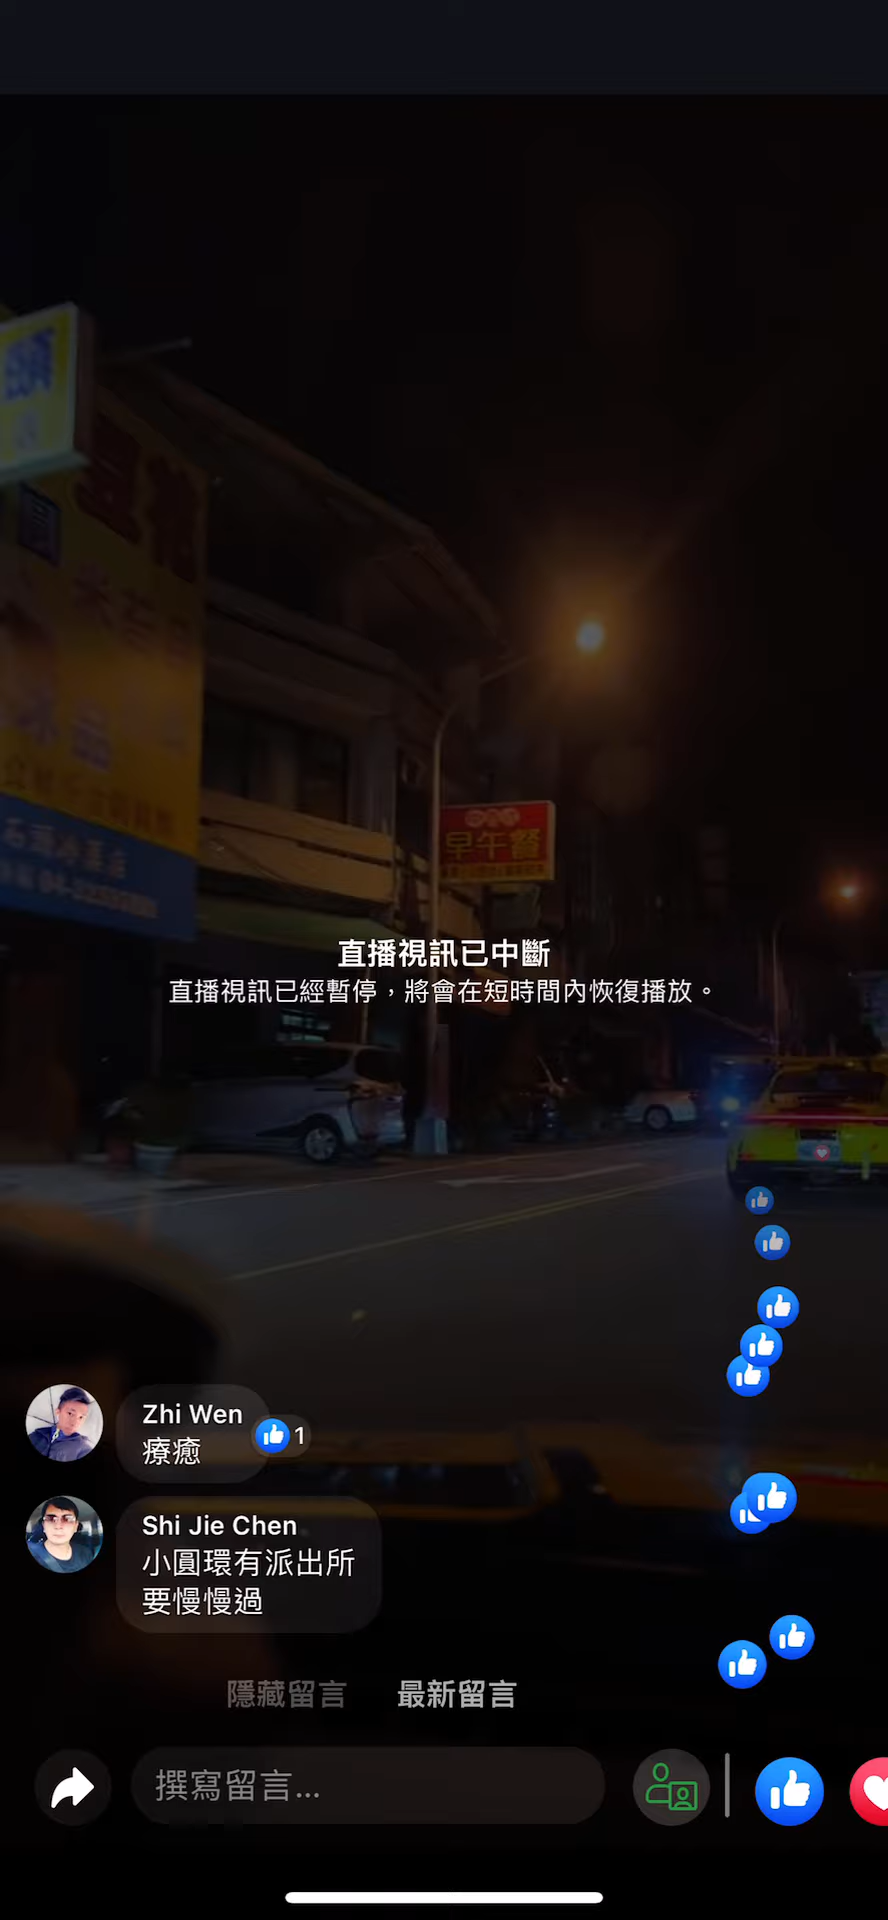 早午餐
直播視訊已中斷
直播視訊已經暫停，將會在短時間內恢復播放。
Zhi Wen
療癒
1
Shi Jie Chen
小圓環有派出所
要慢慢過
隱藏留言 最新留言
撰寫留言...